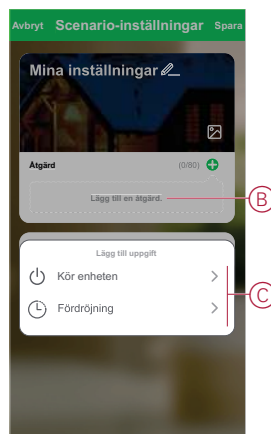 Avbryt Scenario-inställningar Spara
Mina inställningar
Åtgärd (0/80)
Lägg till en åtgärd.
B
Lägg till uppgift
Kör enheten
C
Fördröjning